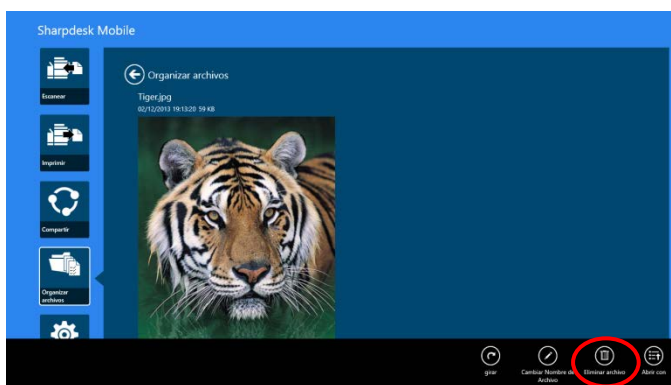 Sharpdesk Mobile
Escanear
Imprimir
Compartir
Organizar
archivos
Organizar archivos
Tiger.jpg
02/12/2013 19:13:20 59 KB
girar
Cambiar Nombre de
Archivo
Eliminar archivo
Abrir con